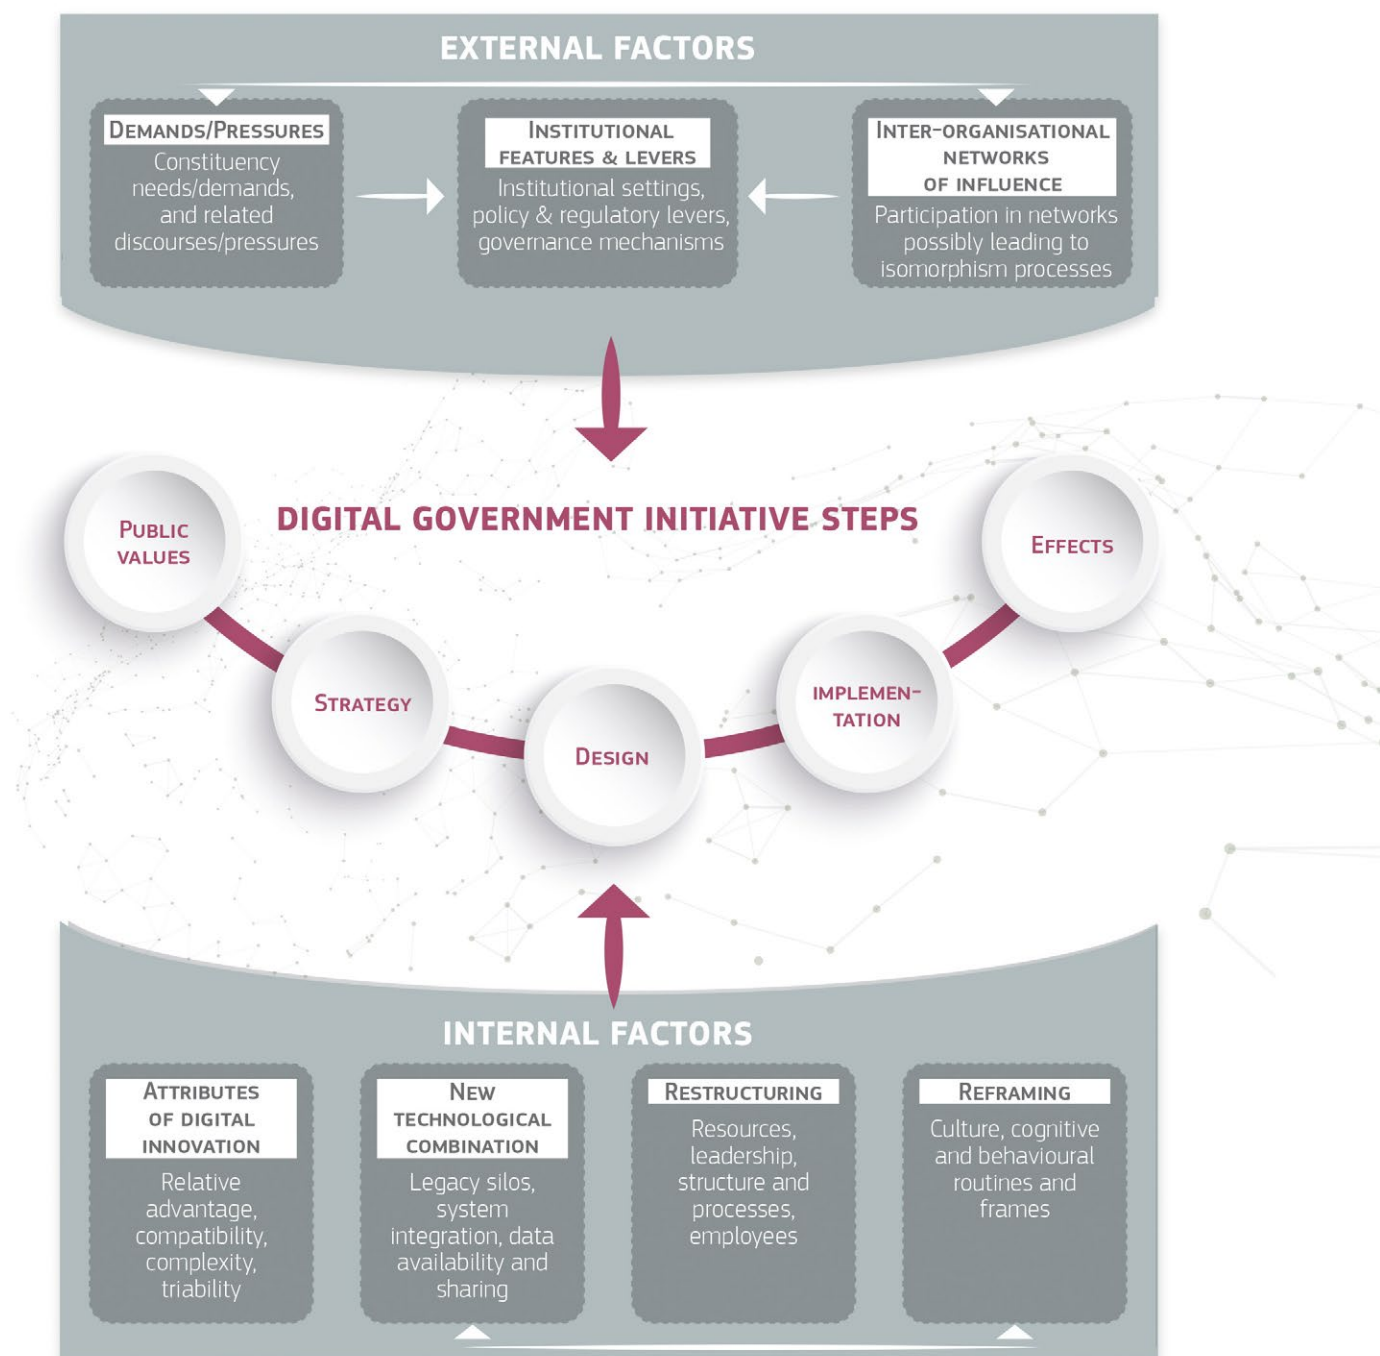 EXTERNAL FACTORS
DEMANDS/PRESSURES
Constituency
needs/demands,
and related
discourses/pressures
INSTITUTIONAL
FEATURES & LEVERS
Institutional settings,
policy & regulatory levers,
governance mechanisms
INTER-ORGANISATIONAL
NETWORKS
OF INFLUENCE
Participation in networks
possibly leading to
isomorphism processes
DIGITAL GOVERNMENT INITIATIVE STEPS
PUBLIC
VALUES
STRATEGY
DESIGN
IMPLEMEN-
TATION
EFFECTS
INTERNAL FACTORS
ATTRIBUTES
OF DIGITAL
INNOVATION
Relative
advantage,
compatibility,
complexity,
triability
NEW
TECHNOLOGICAL
COMBINATION
Legacy silos,
system
integration, data
availability and
sharing
RESTRUCTURING
Resources,
leadership,
structure and
processes,
employees
REFRAMING
Culture, cognitive
and behavioural
routines and
frames